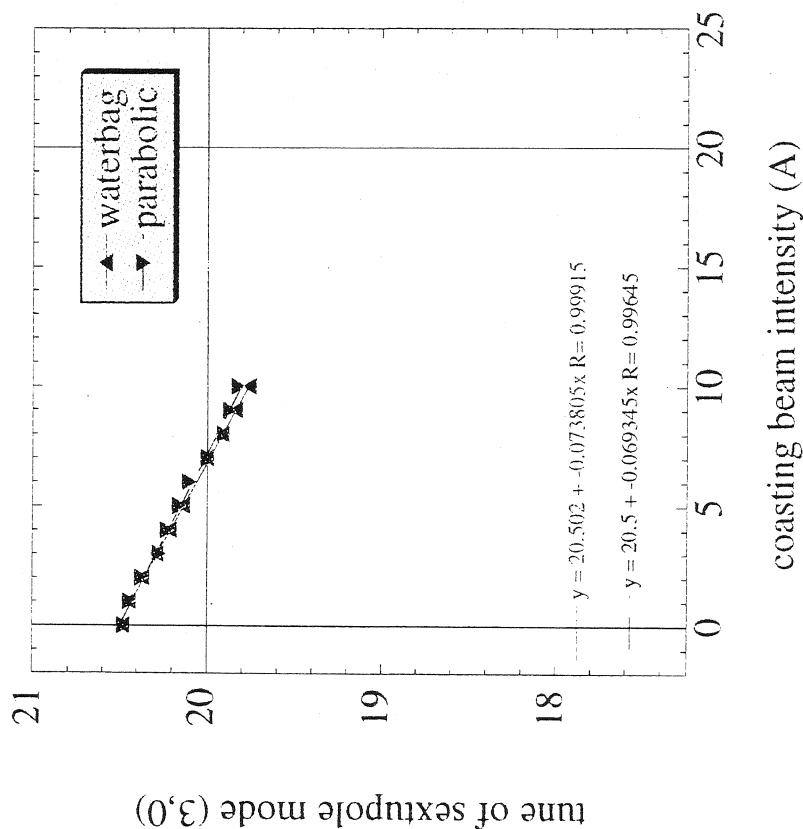 waterbag
parabolic
21
20
19
18
tune of sextupole mode (3,0)
y = 20.502 + -0.073805x R= 0.99915
y = 20.5 + -0.069345x R= 0.99645
0 5 10 15 20 25
coasting beam intensity (A)